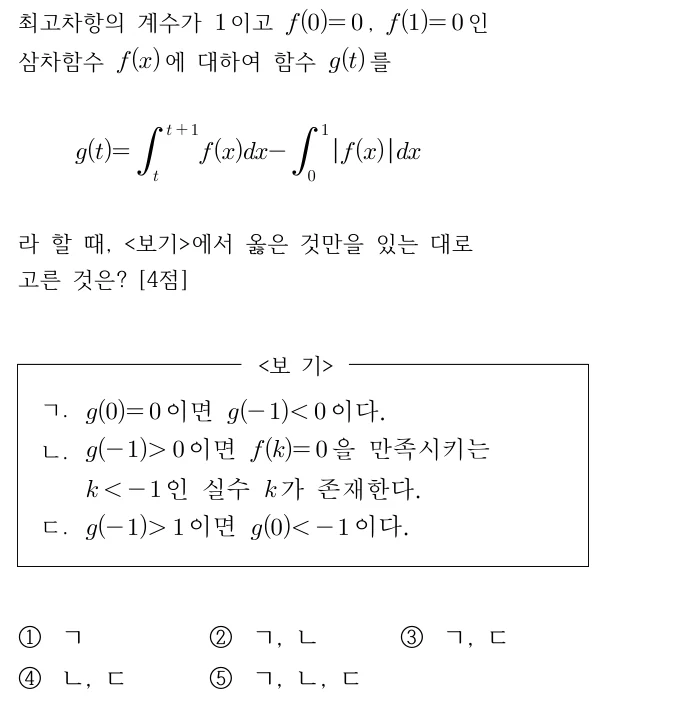 최고차항의 계수가 1이고 f(0)=0, f(1)=0인
삼차함수 f(x)에 대하여 함수 g(t)를
g(t)=∫_t^{t+1} f(x)dx−∫_0^1 |f(x)|dx
라 할 때, <보기>에서 옳은 것만을 있는 대로
고른 것은? [4점]
<보 기>
ㄱ. g(0)=0이면 g(−1)<0이다.
ㄴ. g(−1)>0이면 f(k)=0을 만족시키는
k<−1인 실수 k가 존재한다.
ㄷ. g(−1)>1이면 g(0)<−1이다.
① ㄱ ② ㄱ, ㄴ ③ ㄱ, ㄷ
④ ㄴ, ㄷ ⑤ ㄱ, ㄴ, ㄷ